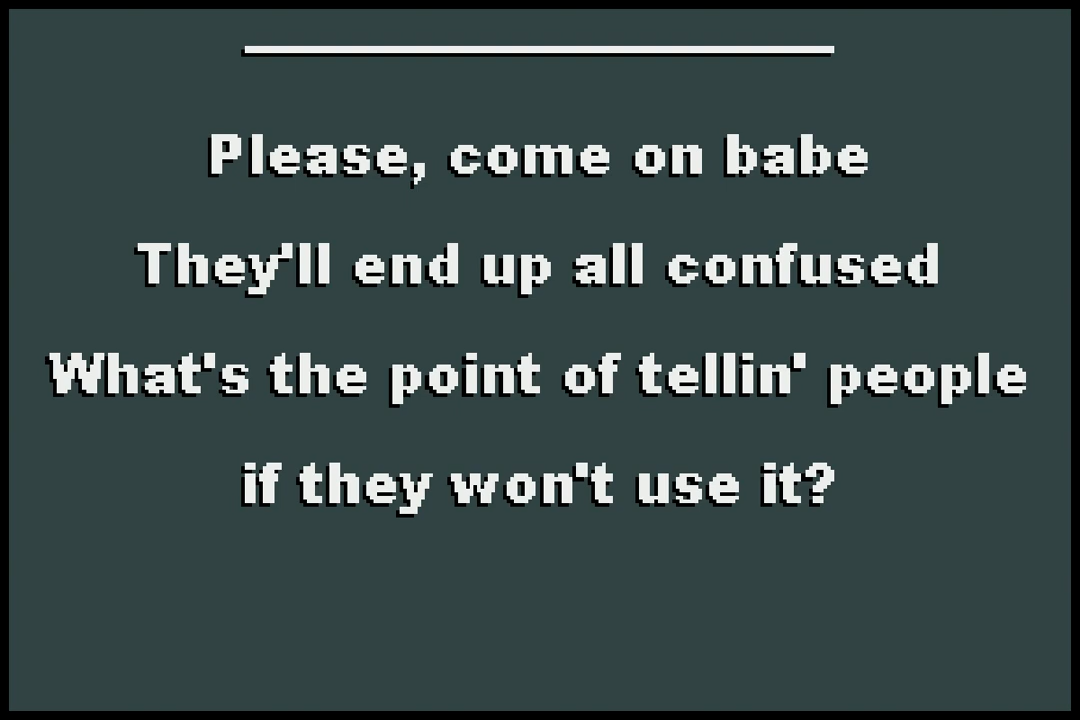 Please, come on babe
They'll end up all confused
What's the point of tellin' people
if they won't use it?